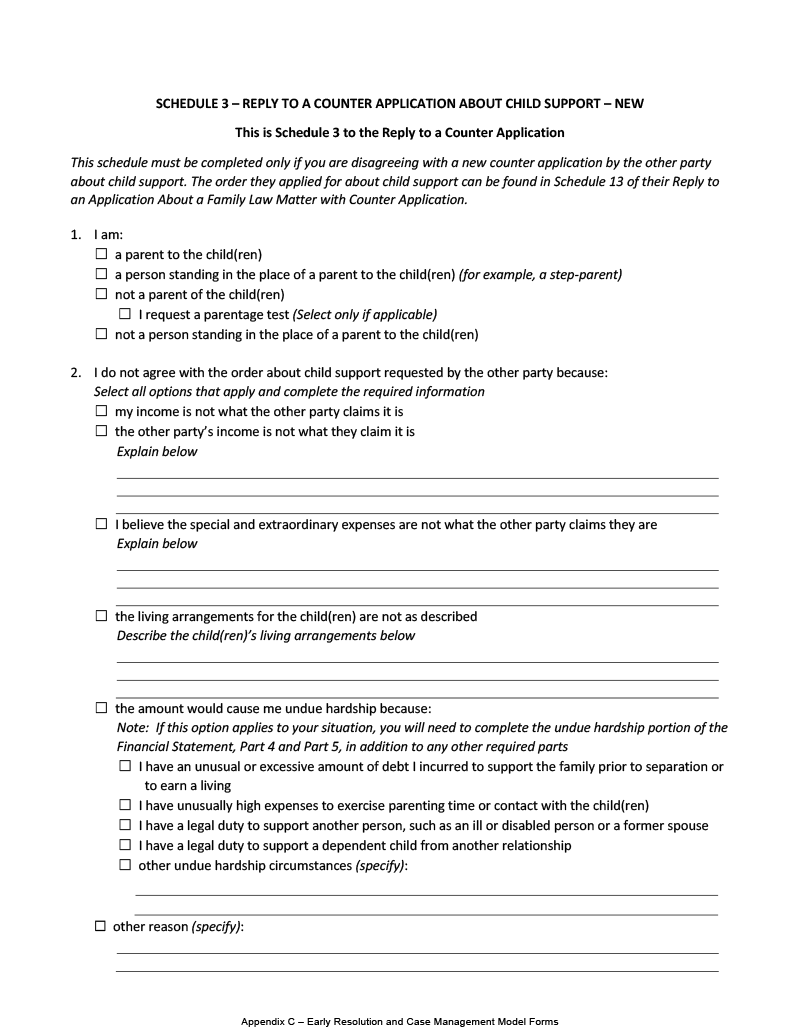 SCHEDULE 3 – REPLY TO A COUNTER APPLICATION ABOUT CHILD SUPPORT – NEW
This is Schedule 3 to the Reply to a Counter Application
This schedule must be completed only if you are disagreeing with a new counter application by the other party
about child support. The order they applied for about child support can be found in Schedule 13 of their Reply to
an Application About a Family Law Matter with Counter Application.
1. I am:
☐ a parent to the child(ren)
☐ a person standing in the place of a parent to the child(ren) (for example, a step-parent)
☐ not a parent of the child(ren)
☐ I request a parentage test (Select only if applicable)
☐ not a person standing in the place of a parent to the child(ren)
2. I do not agree with the order about child support requested by the other party because:
Select all options that apply and complete the required information
☐ my income is not what the other party claims it is
☐ the other party’s income is not what they claim it is
Explain below
☐ I believe the special and extraordinary expenses are not what the other party claims they are
Explain below
☐ the living arrangements for the child(ren) are not as described
Describe the child(ren)’s living arrangements below
☐ the amount would cause me undue hardship because:
Note: If this option applies to your situation, you will need to complete the undue hardship portion of the
Financial Statement, Part 4 and Part 5, in addition to any other required parts
☐ I have an unusual or excessive amount of debt I incurred to support the family prior to separation or
to earn a living
☐ I have unusually high expenses to exercise parenting time or contact with the child(ren)
☐ I have a legal duty to support another person, such as an ill or disabled person or a former spouse
☐ I have a legal duty to support a dependent child from another relationship
☐ other undue hardship circumstances (specify):
☐ other reason (specify):
Appendix C – Early Resolution and Case Management Model Forms